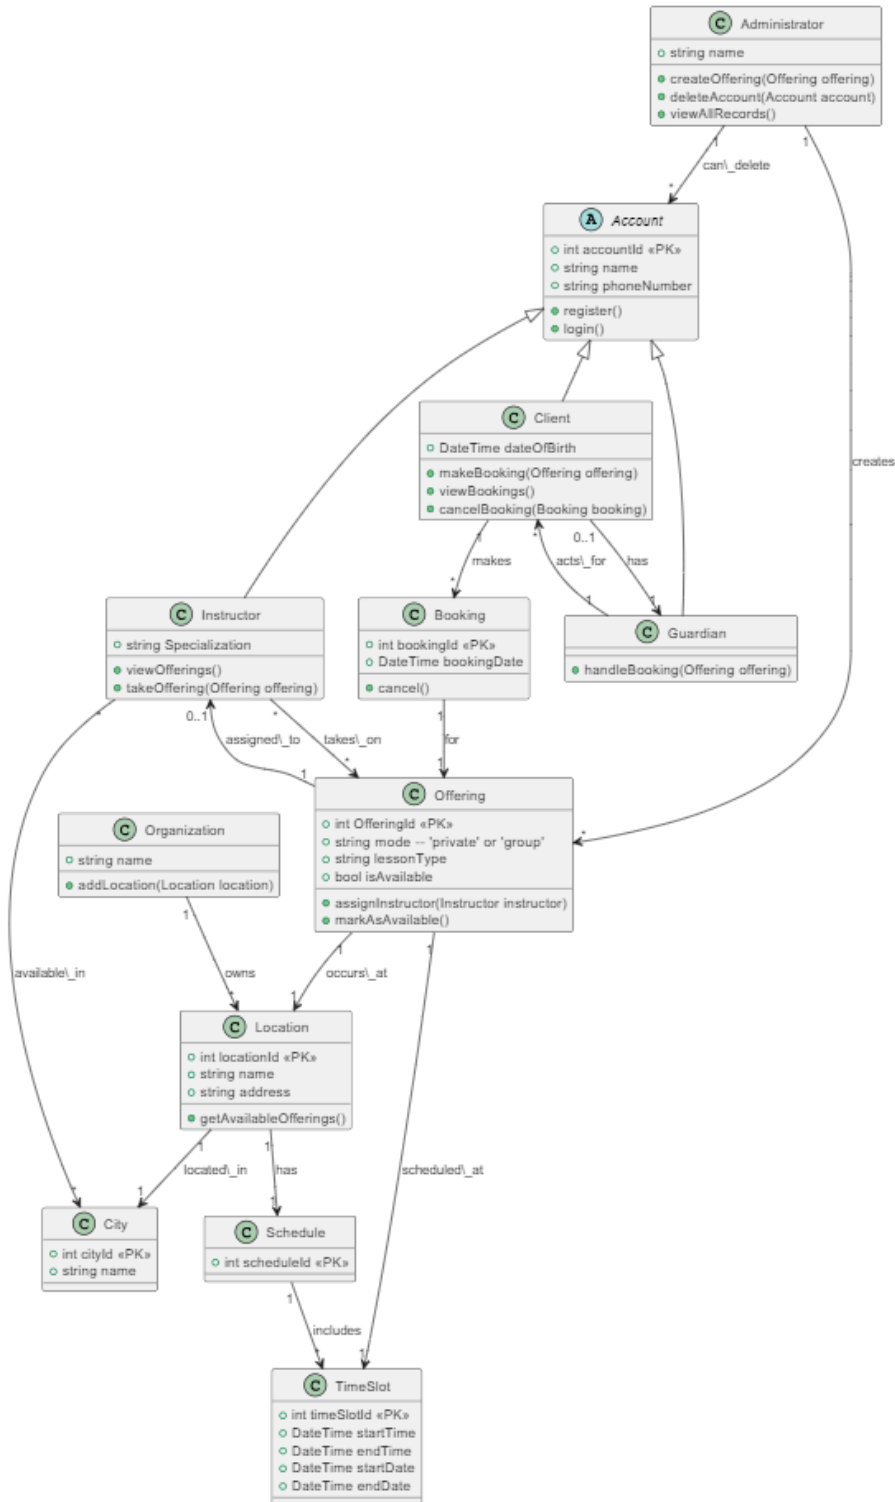 C Administrator
string name
createOffering(Offering offering)
deleteAccount(Account account)
viewAllRecords()
1
1
can\_delete
*
A Account
int accountId «PK»
string name
string phoneNumber
register()
login()
C Client
DateTime dateOfBirth
makeBooking(Offering offering)
viewBookings()
cancelBooking(Booking booking)
creates
1
*
0..1
makes
acts\_for
has
*
1
1
C Instructor
string Specialization
viewOfferings()
takeOffering(Offering offering)
C Booking
int bookingId «PK»
DateTime bookingDate
cancel()
C Guardian
handleBooking(Offering offering)
*
0..1
*
1
assigned\_to
takes\_on
for
1
*
1
C Offering
int OfferingId «PK»
string mode -- 'private' or 'group'
string lessonType
bool isAvailable
assignInstructor(Instructor instructor)
markAsAvailable()
*
C Organization
string name
addLocation(Location location)
1
1
1
available\_in
owns
occurs\_at
*
1
C Location
int locationId «PK»
string name
address
string address
getAvailableOfferings()
1
1
located\_in
has
scheduled\_at
*
1
1
C City
int cityId «PK»
string name
C Schedule
int scheduleId «PK»
1
includes
*
1
C TimeSlot
int timeSlotId «PK»
DateTime startTime
DateTime endTime
DateTime startDate
DateTime endDate